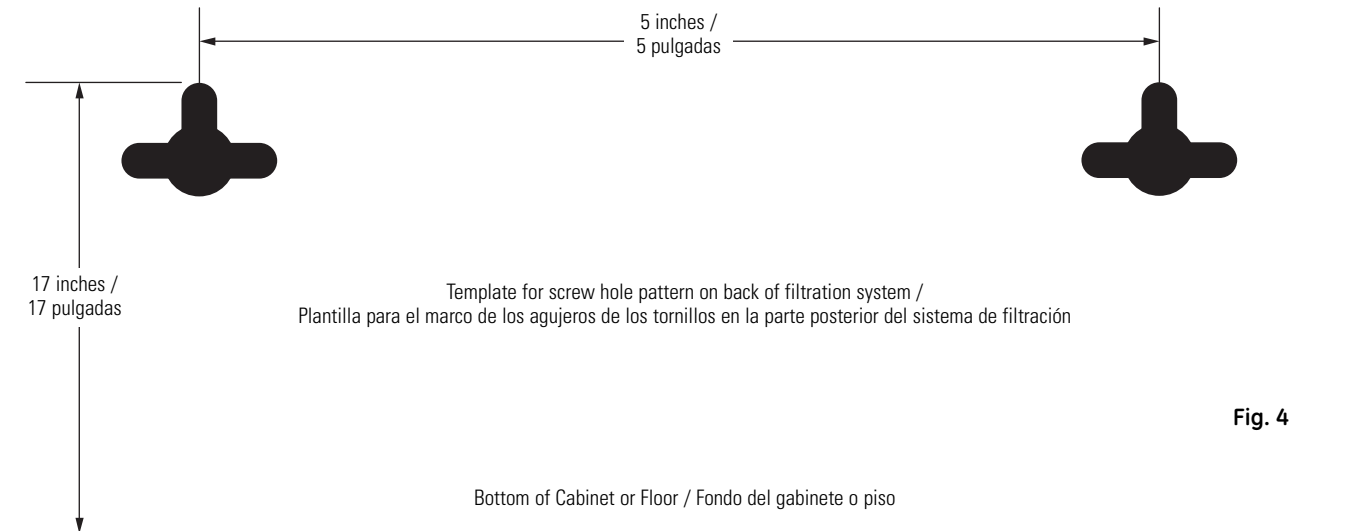 5 inches /
5 pulgadas
17 inches /
17 pulgadas
Template for screw hole pattern on back of filtration system /
Plantilla para el marco de los agujeros de los tornillos en la parte posterior del sistema de filtración
Fig. 4
Bottom of Cabinet or Floor / Fondo del gabinete o piso